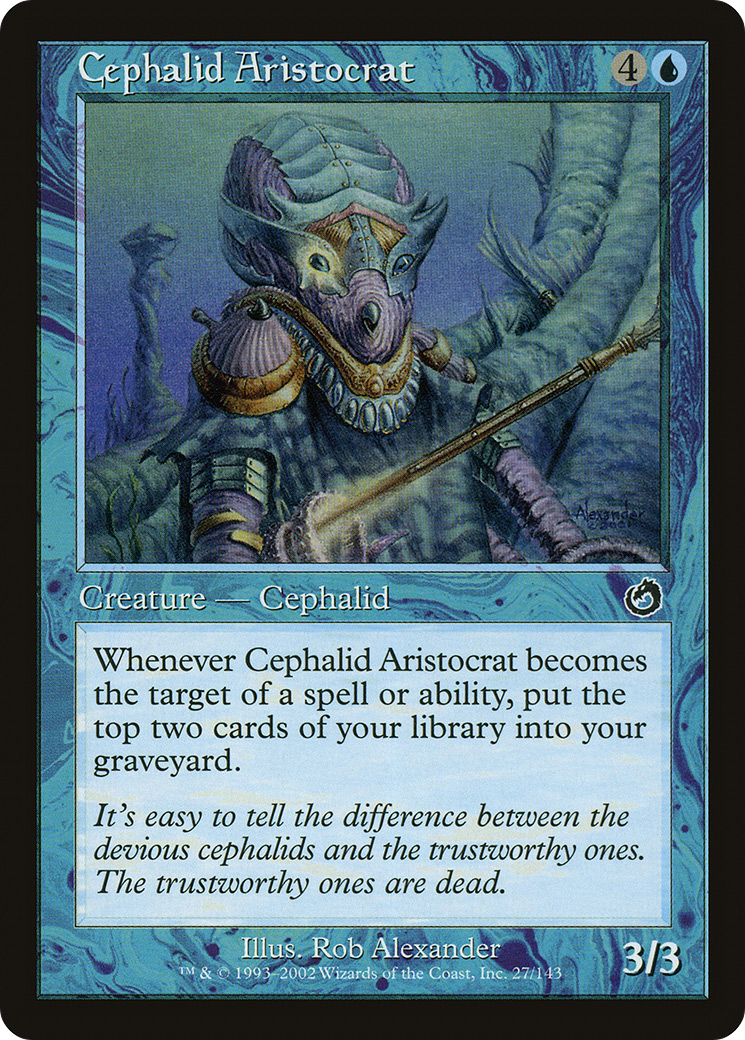 Cephalid Aristocrat 4
Alexander
Creature — Cephalid
Whenever Cephalid Aristocrat becomes
the target of a spell or ability, put the
top two cards of your library into your
graveyard.
It's easy to tell the difference between the
devious cephalids and the trustworthy ones.
The trustworthy ones are dead.
Illus. Rob Alexander
™ & © 1993–2002 Wizards of the Coast, Inc. 27/143
3/3